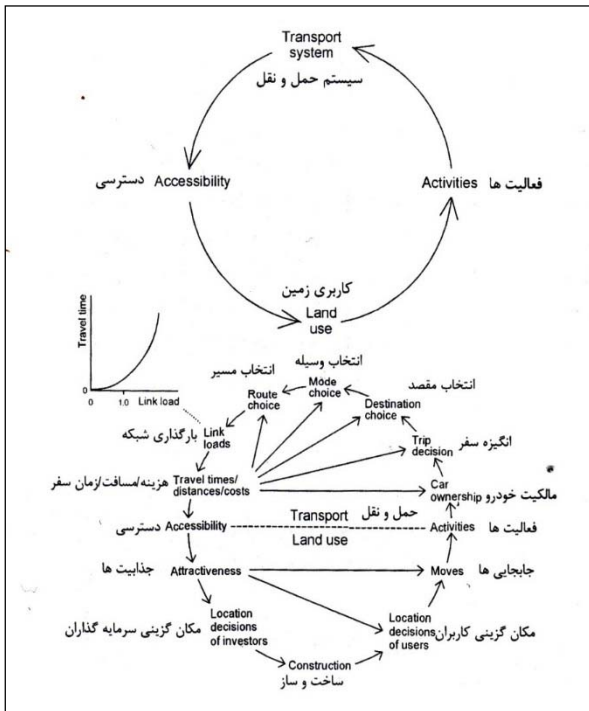 Transport
system
سیستم حمل و نقل
دسترسی Accessibility
Activities فعالیت ها
کاربری زمین
Land
use
Travel time
0
0 1.0 Link load
انتخاب وسیله
Mode
choice
انتخاب مسیر
Route
choice
انتخاب مقصد
Destination
choice
بارگذاری شبکه
Link
loads
Trip
decision
انگیزه سفر
هزینه/مسافت/زمان سفر
Travel times/
distances/costs
Car
ownership
مالکیت خودرو
دسترسی Accessibility
Transport حمل و نقل
Land use
Activities فعالیت ها
جذابیت ها Attractiveness
Moves جابجایی ها
مکان گزینی سرمایه گذاران
Location
decisions
of investors
Location
decisions
of users
مکان گزینی کاربران
Construction
ساخت و ساز